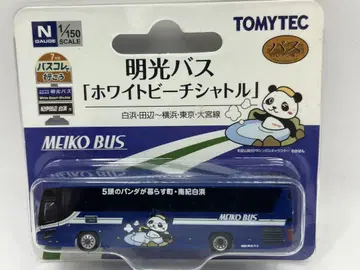 N
GAUGE
1/150
SCALE
TOMYTEC
バスコレで
行こう
明光バス
明光バス
「ホワイトビーチシャトル」
白浜・田辺〜横浜・東京・大宮線
MEIKO BUS
5頭のパンダが暮らす町・南紀白浜
MEIKO BUS